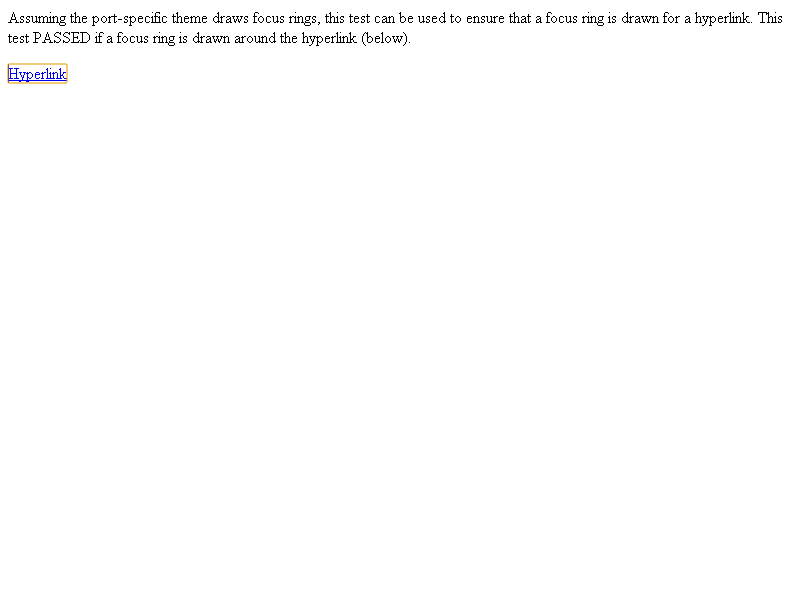 Assuming the port-specific theme draws focus rings, this test can be used to ensure that a focus ring is drawn for a hyperlink. This
test PASSED if a focus ring is drawn around the hyperlink (below).
Hyperlink